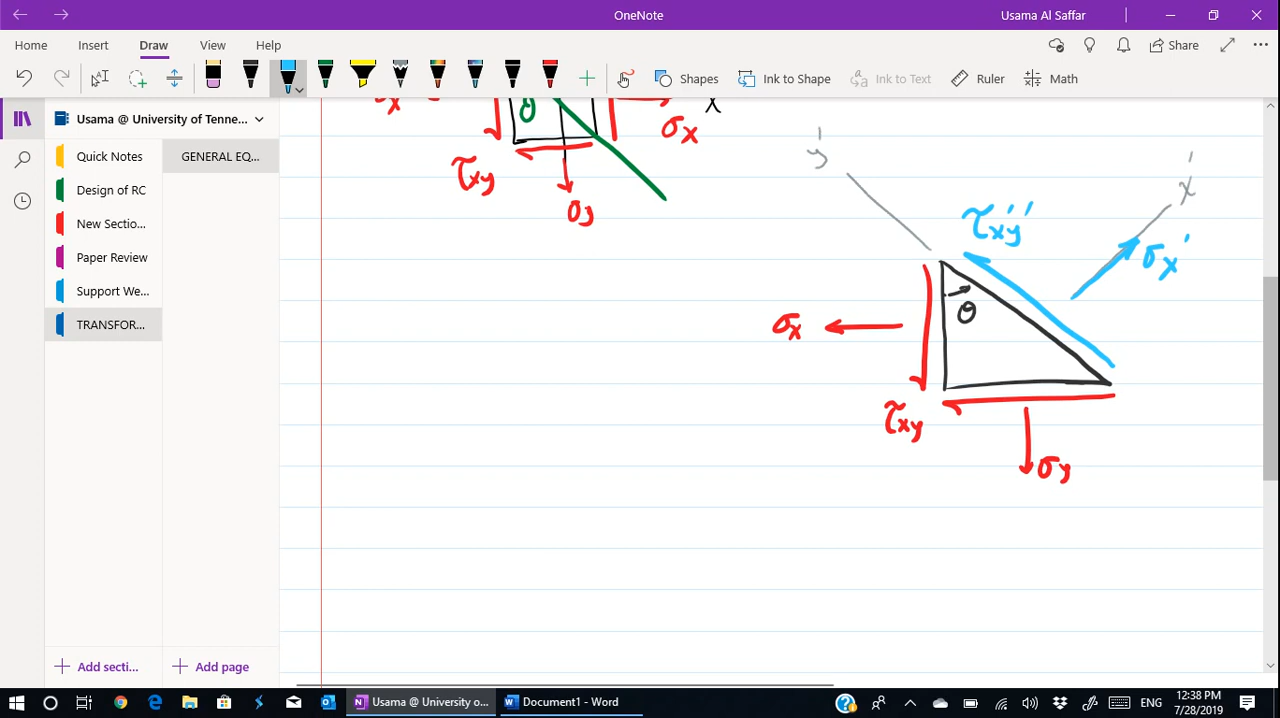 OneNote
Usama Al Saffar
Home
Insert
Draw
View
Help
Share
Shapes
Ink to Shape
Ink to Text
Ruler
Math
Usama @ University of Tenne...
Quick Notes
Design of RC
New Sectio...
Paper Review
Support We...
TRANSFOR...
GENERAL EQ...
σx
θ
σx
x
τxy
σy
y'
x'
τx'y'
σx'
θ
σx
τxy
σy
Add secti...
Add page
Usama @ University o...
Document1 - Word
ENG
12:38 PM
7/28/2019